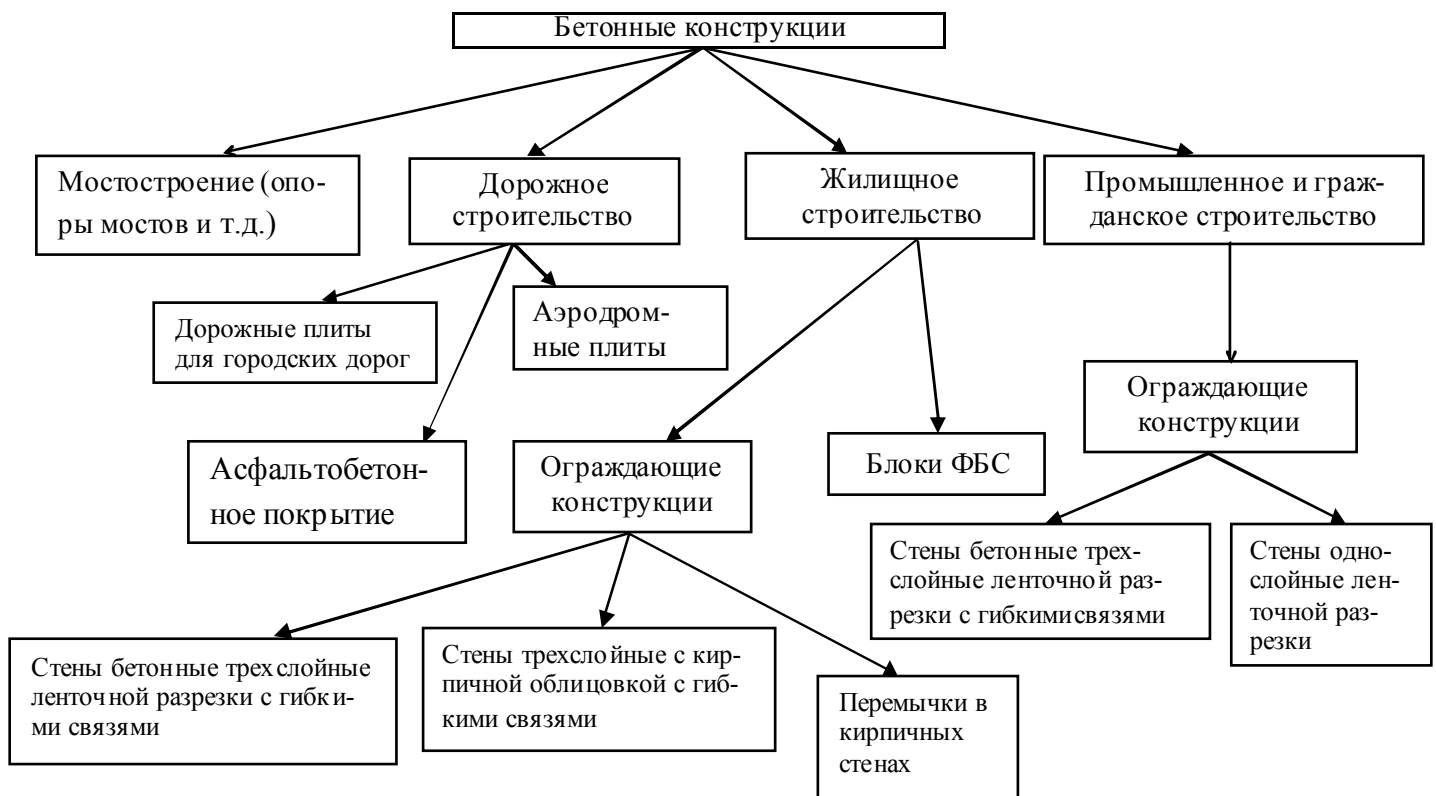 Бетонные конструкции
Мостостроение (опо-
ры мостов и т.д.)
Дорожное
строительство
Жилищное
строительство
Промышленное и граж-
данское строительство
Дорожные плиты
для городских дорог
Аэродром-
ные плиты
Асфальтобетон-
ное покрытие
Ограждающие
конструкции
Блоки ФБС
Ограждающие
конструкции
Стены бетонные трех-
слойные ленточной раз-
резки с гибкимисвязями
Стены одно-
слойные лен-
точной раз-
резки
Стены бетонные трехслойные
ленточной разрезки с гибки-
ми связями
Стены трехслойные с кир-
пичной облицовкой с гиб-
кими связями
Перемычки в
кирпичных
стенах